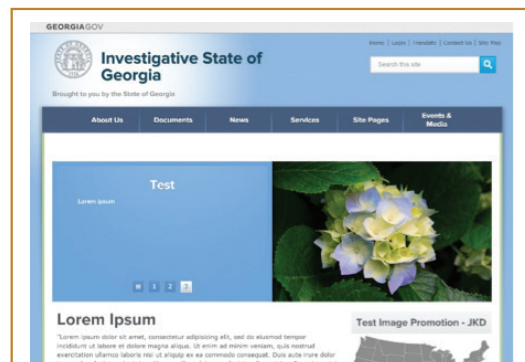 GEORGIAGOV
Home | Login | Translate | Contact Us | Site Map
Investigative State of
Georgia
Search this site
Brought to you by the State of Georgia
About Us Documents News Services Site Pages Events &
Media
Test
Lorem Ipsum
1 2 3
Lorem Ipsum
Test Image Promotion - JKD
"Lorem ipsum dolor sit amet, consectetur adipisicing elit, sed do eiusmod tempor
incididunt ut labore et dolore magna aliqua. Ut enim ad minim veniam, quis nostrud
exercitation ullamco laboris nisi ut aliquip ex ea commodo consequat. Duis aute irure dolor